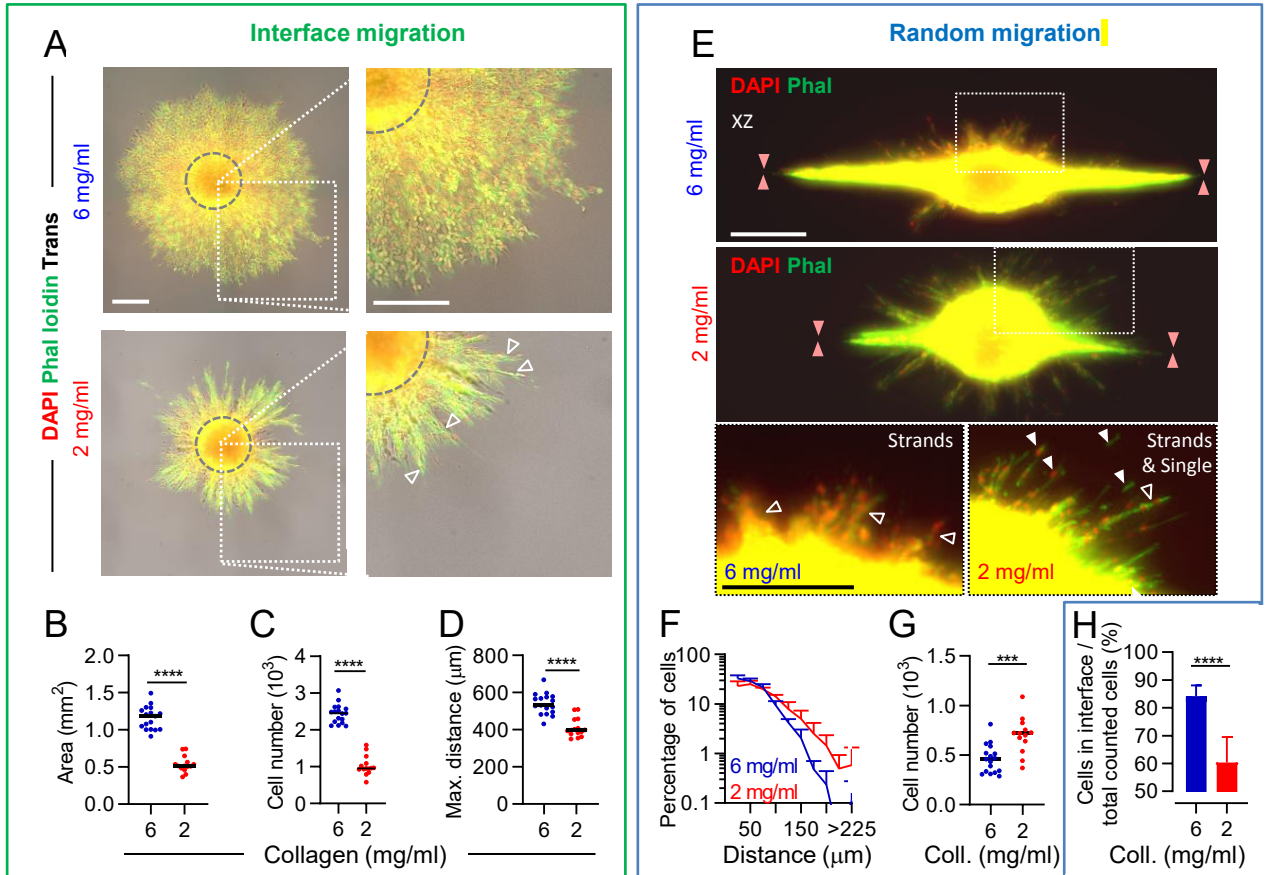 Interface migration
A
DAPI Phal loidin Trans
6 mg/ml
2 mg/ml
B
Area (mm2)
2.0
1.5
1.0
0.5
0.0
****
6 2
C
Cell number (103)
4
3
2
1
0
****
6 2
D
Max. distance (μm)
800
600
400
200
0
****
6 2
Collagen (mg/ml)
Random migration
E
DAPI Phal
XZ
6 mg/ml
DAPI Phal
2 mg/ml
Strands
6 mg/ml
Strands
& Single
2 mg/ml
F
Percentage of cells
100
10
1
0.1
6 mg/ml
2 mg/ml
50 150 >225
Distance (μm)
G
Cell number (103)
1.5
1.0
0.5
0.0
***
6 2
Coll. (mg/ml)
H
Cells in interface /
total counted cells (%)
100
90
80
70
60
50
****
6 2
Coll. (mg/ml)